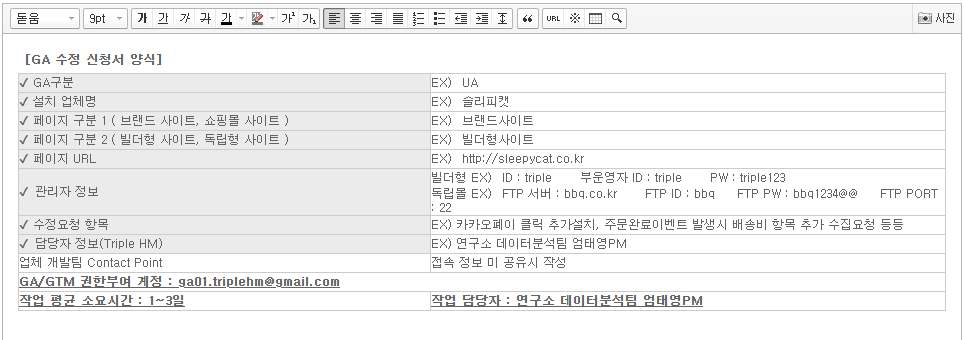 돋움 9pt 가 가 가 가 가 가² 가₁ URL ※ 사진
[GA 수정 신청서 양식]
✓ GA구분 EX) UA
✓ 설치 업체명 EX) 슬리피캣
✓ 페이지 구분 1 ( 브랜드 사이트, 쇼핑몰 사이트 ) EX) 브랜드사이트
✓ 페이지 구분 2 ( 빌더형 사이트, 독립형 사이트 ) EX) 빌더형사이트
✓ 페이지 URL EX) http://sleepycat.co.kr
✓ 관리자 정보
빌더형 EX) ID : triple 부운영자 ID : triple PW : triple123
독립몰 EX) FTP 서버 : bbq.co.kr FTP ID : bbq FTP PW : bbq1234@@ FTP PORT
: 22
✓ 수정요청 항목 EX) 카카오페이 클릭 추가설치, 주문완료이벤트 발생시 배송비 항목 추가 수집요청 등등
✓ 담당자 정보(Triple HM) EX) 연구소 데이터분석팀 엄태영PM
업체 개발팀 Contact Point 접속 정보 미 공유시 작성
GA/GTM 권한부여 계정 : ga01.triplehm@gmail.com
작업 평균 소요시간 : 1~3일 작업 담당자 : 연구소 데이터분석팀 엄태영PM